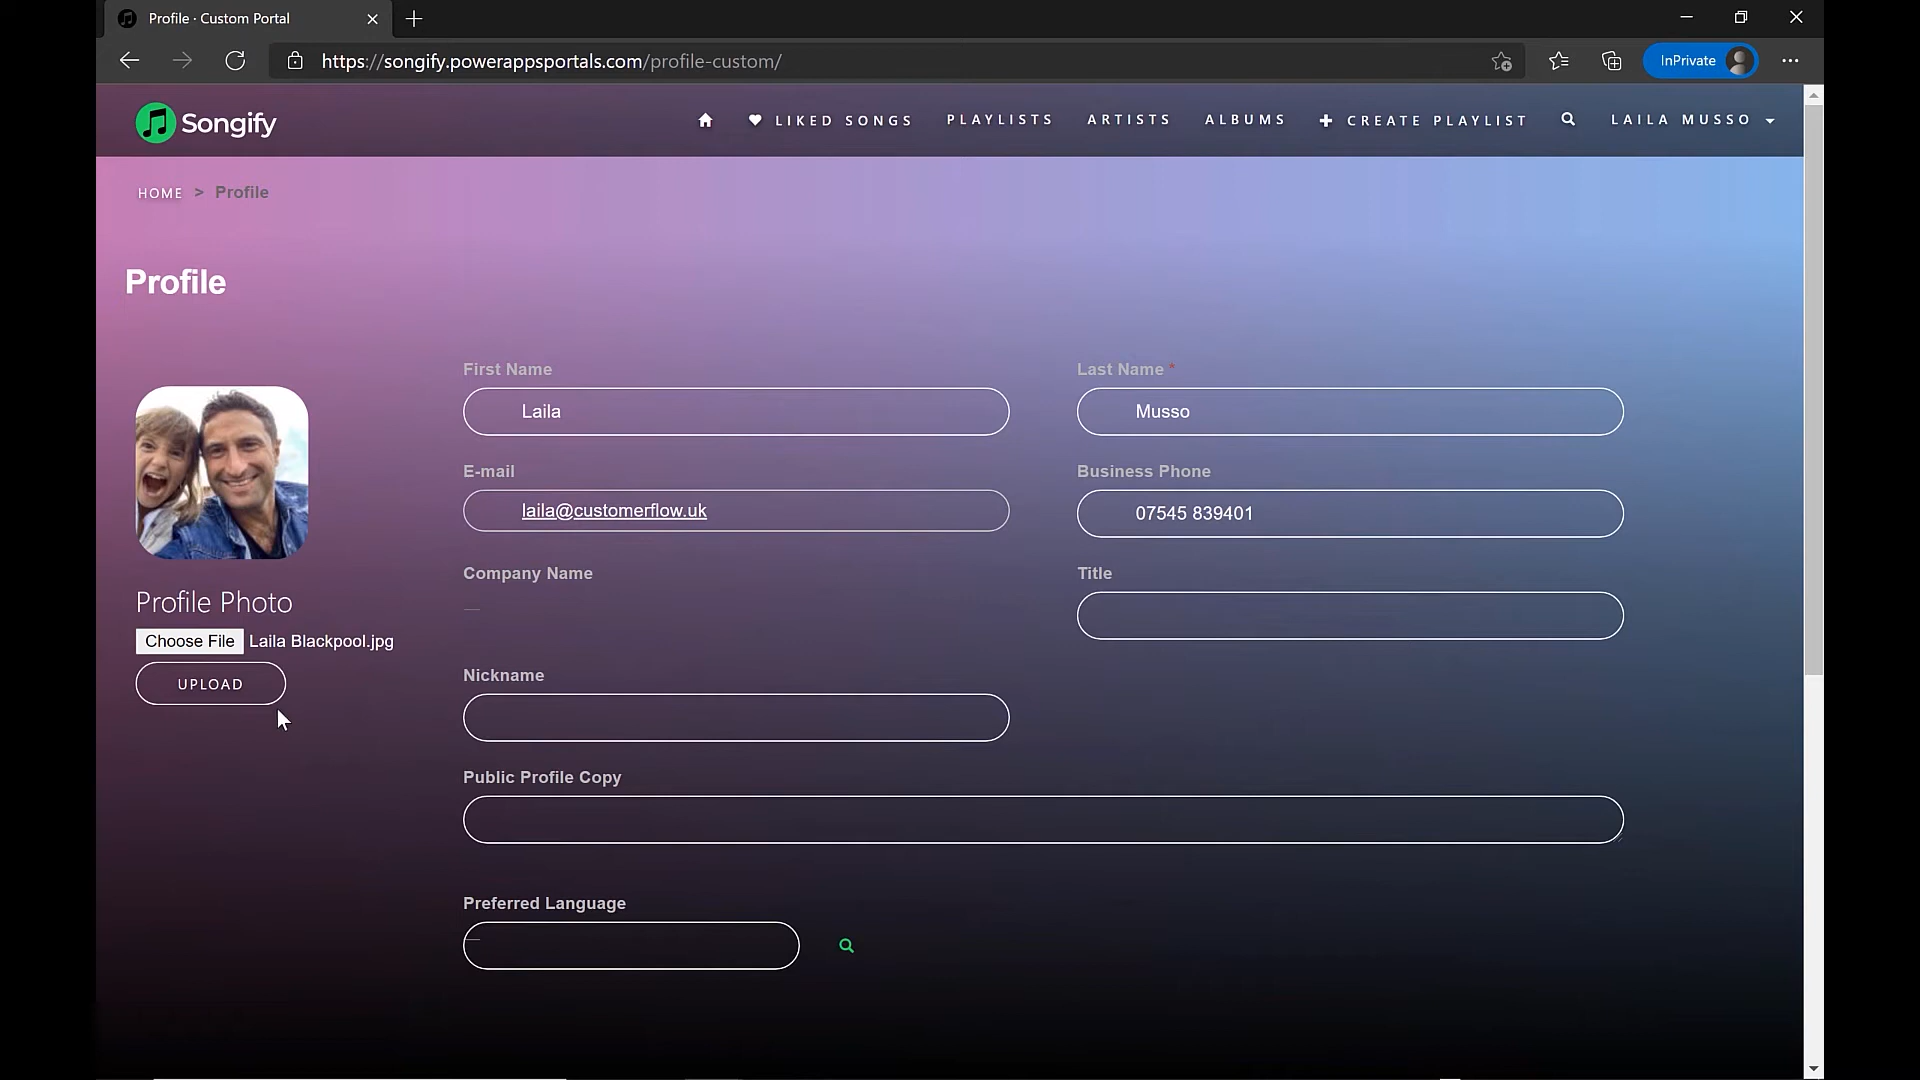 Profile · Custom Portal
https://songify.powerappsportals.com/profile-custom/
InPrivate
Songify
LIKED SONGS
PLAYLISTS
ARTISTS
ALBUMS
CREATE PLAYLIST
LAILA MUSSO
HOME > Profile
Profile
First Name
Laila
Last Name *
Musso
E-mail
laila@customerflow.uk
Business Phone
07545 839401
Company Name
—
Title
Profile Photo
Choose File Laila Blackpool.jpg
UPLOAD
Nickname
Public Profile Copy
Preferred Language
—